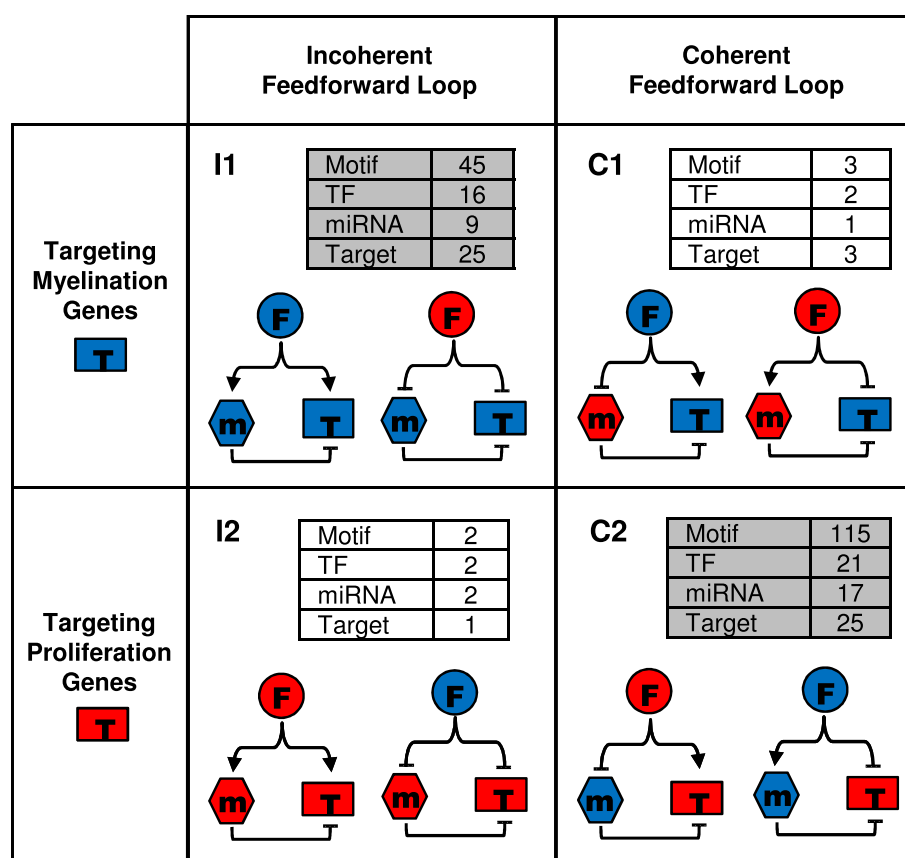 Incoherent
Feedforward Loop
Coherent
Feedforward Loop
Targeting
Myelination
Genes
T
I1
Motif 45
TF 16
miRNA 9
Target 25
F F
m T m T
C1
Motif 3
TF 2
miRNA 1
Target 3
F F
m T m T
Targeting
Proliferation
Genes
T
I2
Motif 2
TF 2
miRNA 2
Target 1
F F
m T m T
C2
Motif 115
TF 21
miRNA 17
Target 25
F F
m T m T